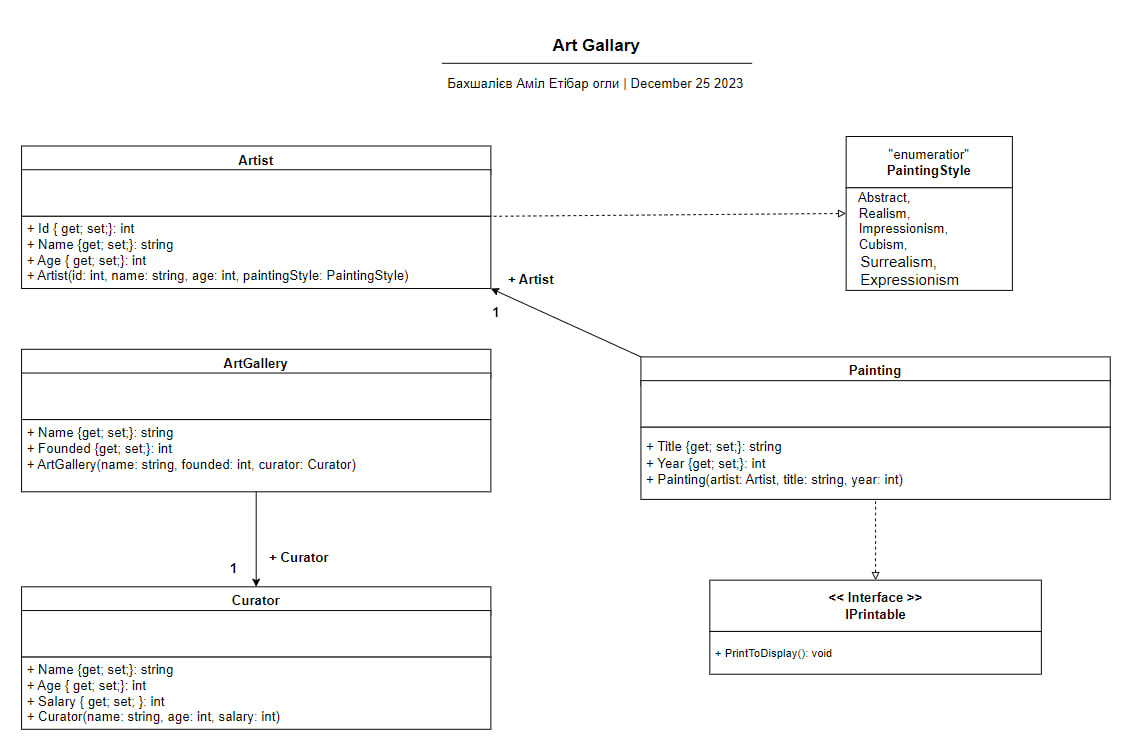 Art Gallary
Бахшалієв Аміл Етібар огли | December 25 2023
Artist
+ Id { get; set;}: int
+ Name {get; set;}: string
+ Age { get; set;}: int
+ Artist(id: int, name: string, age: int, paintingStyle: PaintingStyle)
"enumeratior"
PaintingStyle
Abstract,
Realism,
Impressionism,
Cubism,
Surrealism,
Expressionism
+ Artist
1
ArtGallery
+ Name {get; set;}: string
+ Founded {get; set;}: int
+ ArtGallery(name: string, founded: int, curator: Curator)
Painting
+ Title {get; set;}: string
+ Year {get; set;}: int
+ Painting(artist: Artist, title: string, year: int)
+ Curator
1
Curator
+ Name {get; set;}: string
+ Age { get; set;}: int
+ Salary { get; set; }: int
+ Curator(name: string, age: int, salary: int)
<< Interface >>
IPrintable
+ PrintToDisplay(): void